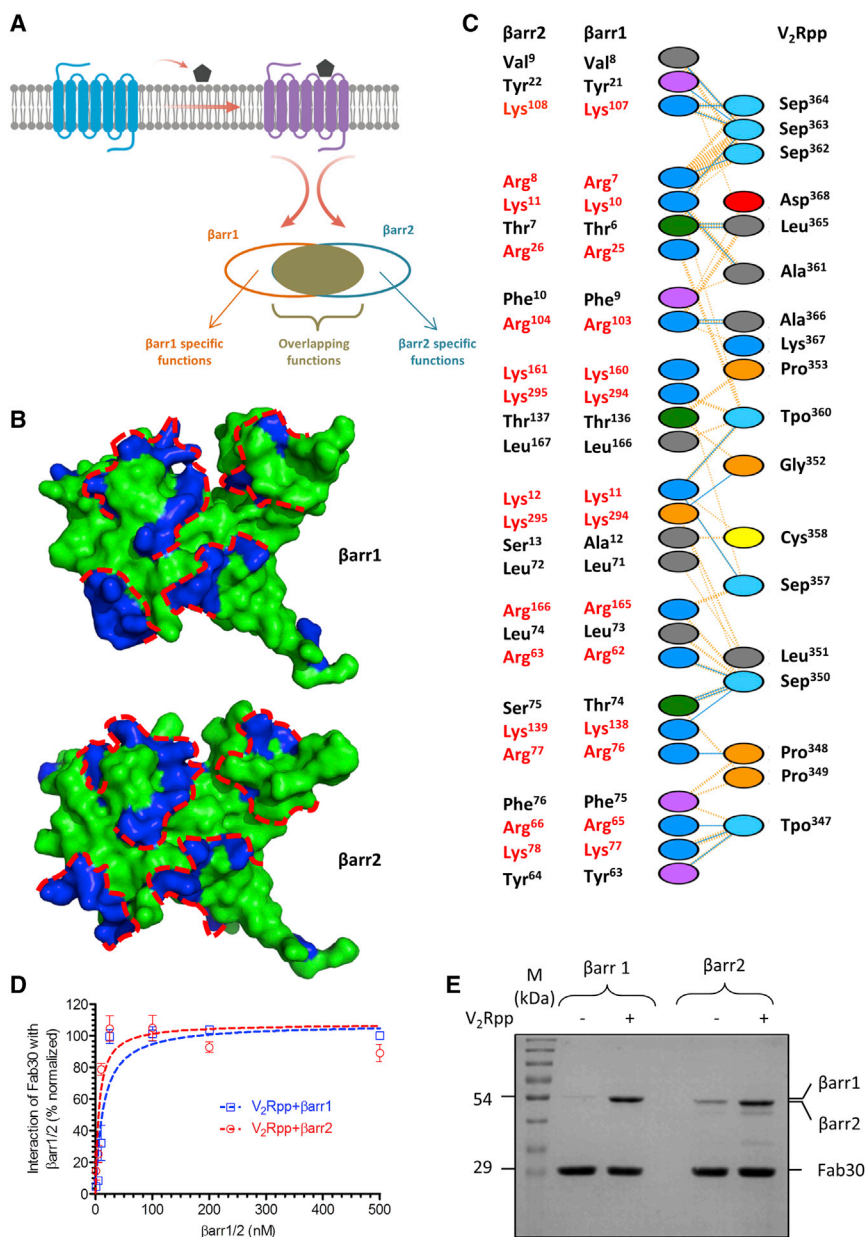 A
βarr1
βarr2
βarr1 specific
functions
Overlapping
functions
βarr2 specific
functions
B
βarr1
βarr2
C
βarr2 βarr1 V₂Rpp
Val⁹ Val⁸
Tyr²² Tyr²¹
Lys¹⁰⁸ Lys¹⁰⁷ Sep³⁶⁴
Sep³⁶³
Sep³⁶²
Arg⁸ Arg⁷
Lys¹¹ Lys¹⁰ Asp³⁶⁸
Thr⁷ Thr⁶ Leu³⁶⁵
Arg²⁶ Arg²⁵
Ala³⁶¹
Phe¹⁰ Phe⁹
Arg¹⁰⁴ Arg¹⁰³ Ala³⁶⁶
Lys³⁶⁷
Lys¹⁶¹ Lys¹⁶⁰ Pro³⁵³
Lys²⁹⁵ Lys²⁹⁴
Thr¹³⁷ Thr¹³⁶ Tpo³⁶⁰
Leu¹⁶⁷ Leu¹⁶⁶
Gly³⁵²
Lys¹² Lys¹¹
Lys²⁹⁵ Lys²⁹⁴
Ser¹³ Ala¹² Cys³⁵⁸
Leu⁷² Leu⁷¹
Sep³⁵⁷
Arg¹⁶⁶ Arg¹⁶⁵
Leu⁷⁴ Leu⁷³
Arg⁶³ Arg⁶² Leu³⁵¹
Sep³⁵⁰
Ser⁷⁵ Thr⁷⁴
Lys¹³⁹ Lys¹³⁸
Arg⁷⁷ Arg⁷⁶ Pro³⁴⁸
Pro³⁴⁹
Phe⁷⁶ Phe⁷⁵
Arg⁶⁶ Arg⁶⁵ Tpo³⁴⁷
Lys⁷⁸ Lys⁷⁷
Tyr⁶⁴ Tyr⁶³
D
Interaction of Fab30 with
βarr1/2 (% normalized)
120
100
80
60
40
20
0
V₂Rpp+βarr1
V₂Rpp+βarr2
0 100 200 300 400 500
βarr1/2 (nM)
E
M
(kDa)
βarr 1 βarr2
V₂Rpp - + - +
54
29
βarr1
βarr2
Fab30